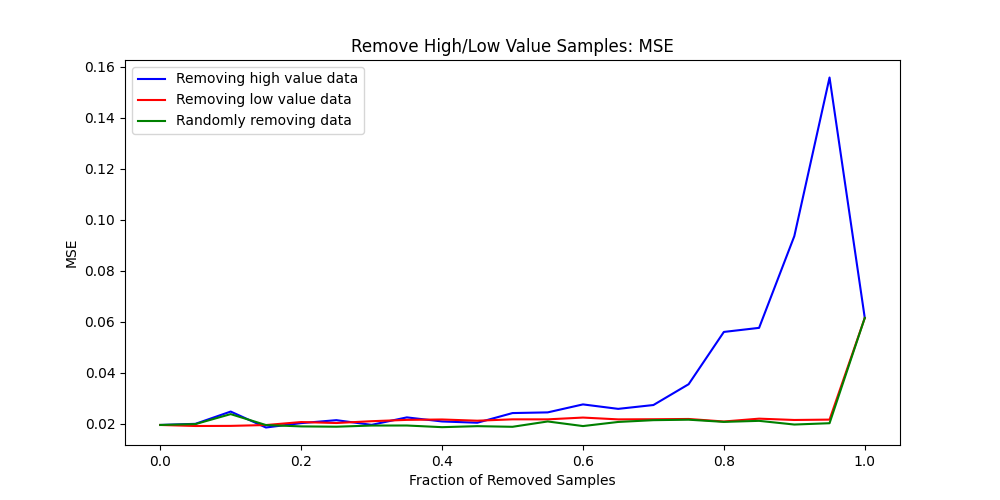 Remove High/Low Value Samples: MSE
Removing high value data
Removing low value data
Randomly removing data
MSE
0.16
0.14
0.12
0.10
0.08
0.06
0.04
0.02
0.0 0.2 0.4 0.6 0.8 1.0
Fraction of Removed Samples